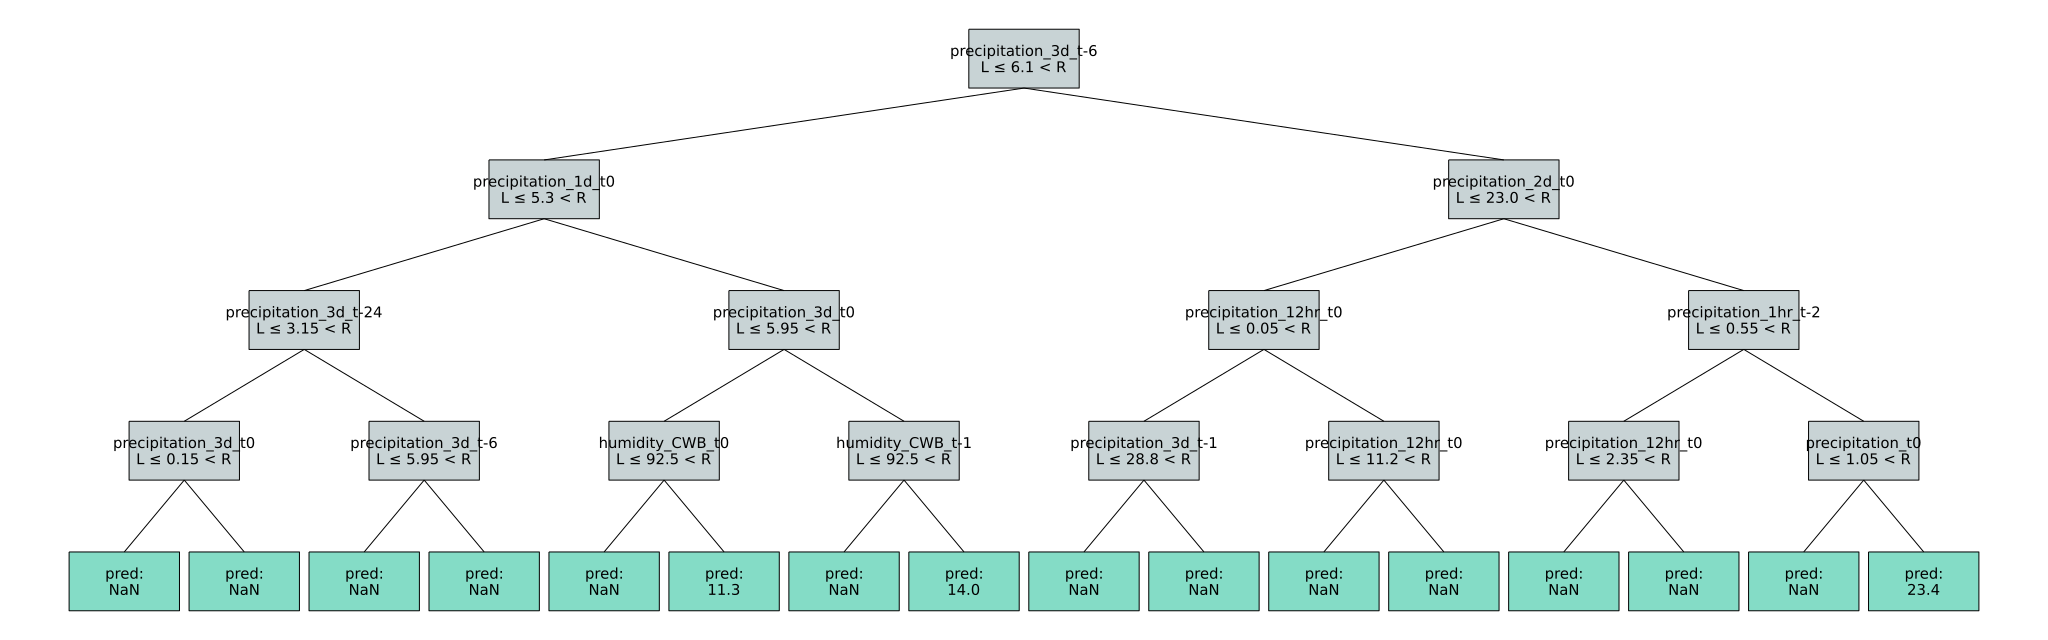 precipitation_3d_t-6
L ≤ 6.1 < R
precipitation_1d_t0
L ≤ 5.3 < R
precipitation_2d_t0
L ≤ 23.0 < R
precipitation_3d_t-24
L ≤ 3.15 < R
precipitation_3d_t0
L ≤ 5.95 < R
precipitation_12hr_t0
L ≤ 0.05 < R
precipitation_1hr_t-2
L ≤ 0.55 < R
precipitation_3d_t0
L ≤ 0.15 < R
precipitation_3d_t-6
L ≤ 5.95 < R
humidity_CWB_t0
L ≤ 92.5 < R
humidity_CWB_t-1
L ≤ 92.5 < R
precipitation_3d_t-1
L ≤ 28.8 < R
precipitation_12hr_t0
L ≤ 11.2 < R
precipitation_12hr_t0
L ≤ 2.35 < R
precipitation_t0
L ≤ 1.05 < R
pred:
NaN
pred:
NaN
pred:
NaN
pred:
NaN
pred:
NaN
pred:
11.3
pred:
NaN
pred:
14.0
pred:
NaN
pred:
NaN
pred:
NaN
pred:
NaN
pred:
NaN
pred:
NaN
pred:
NaN
pred:
23.4